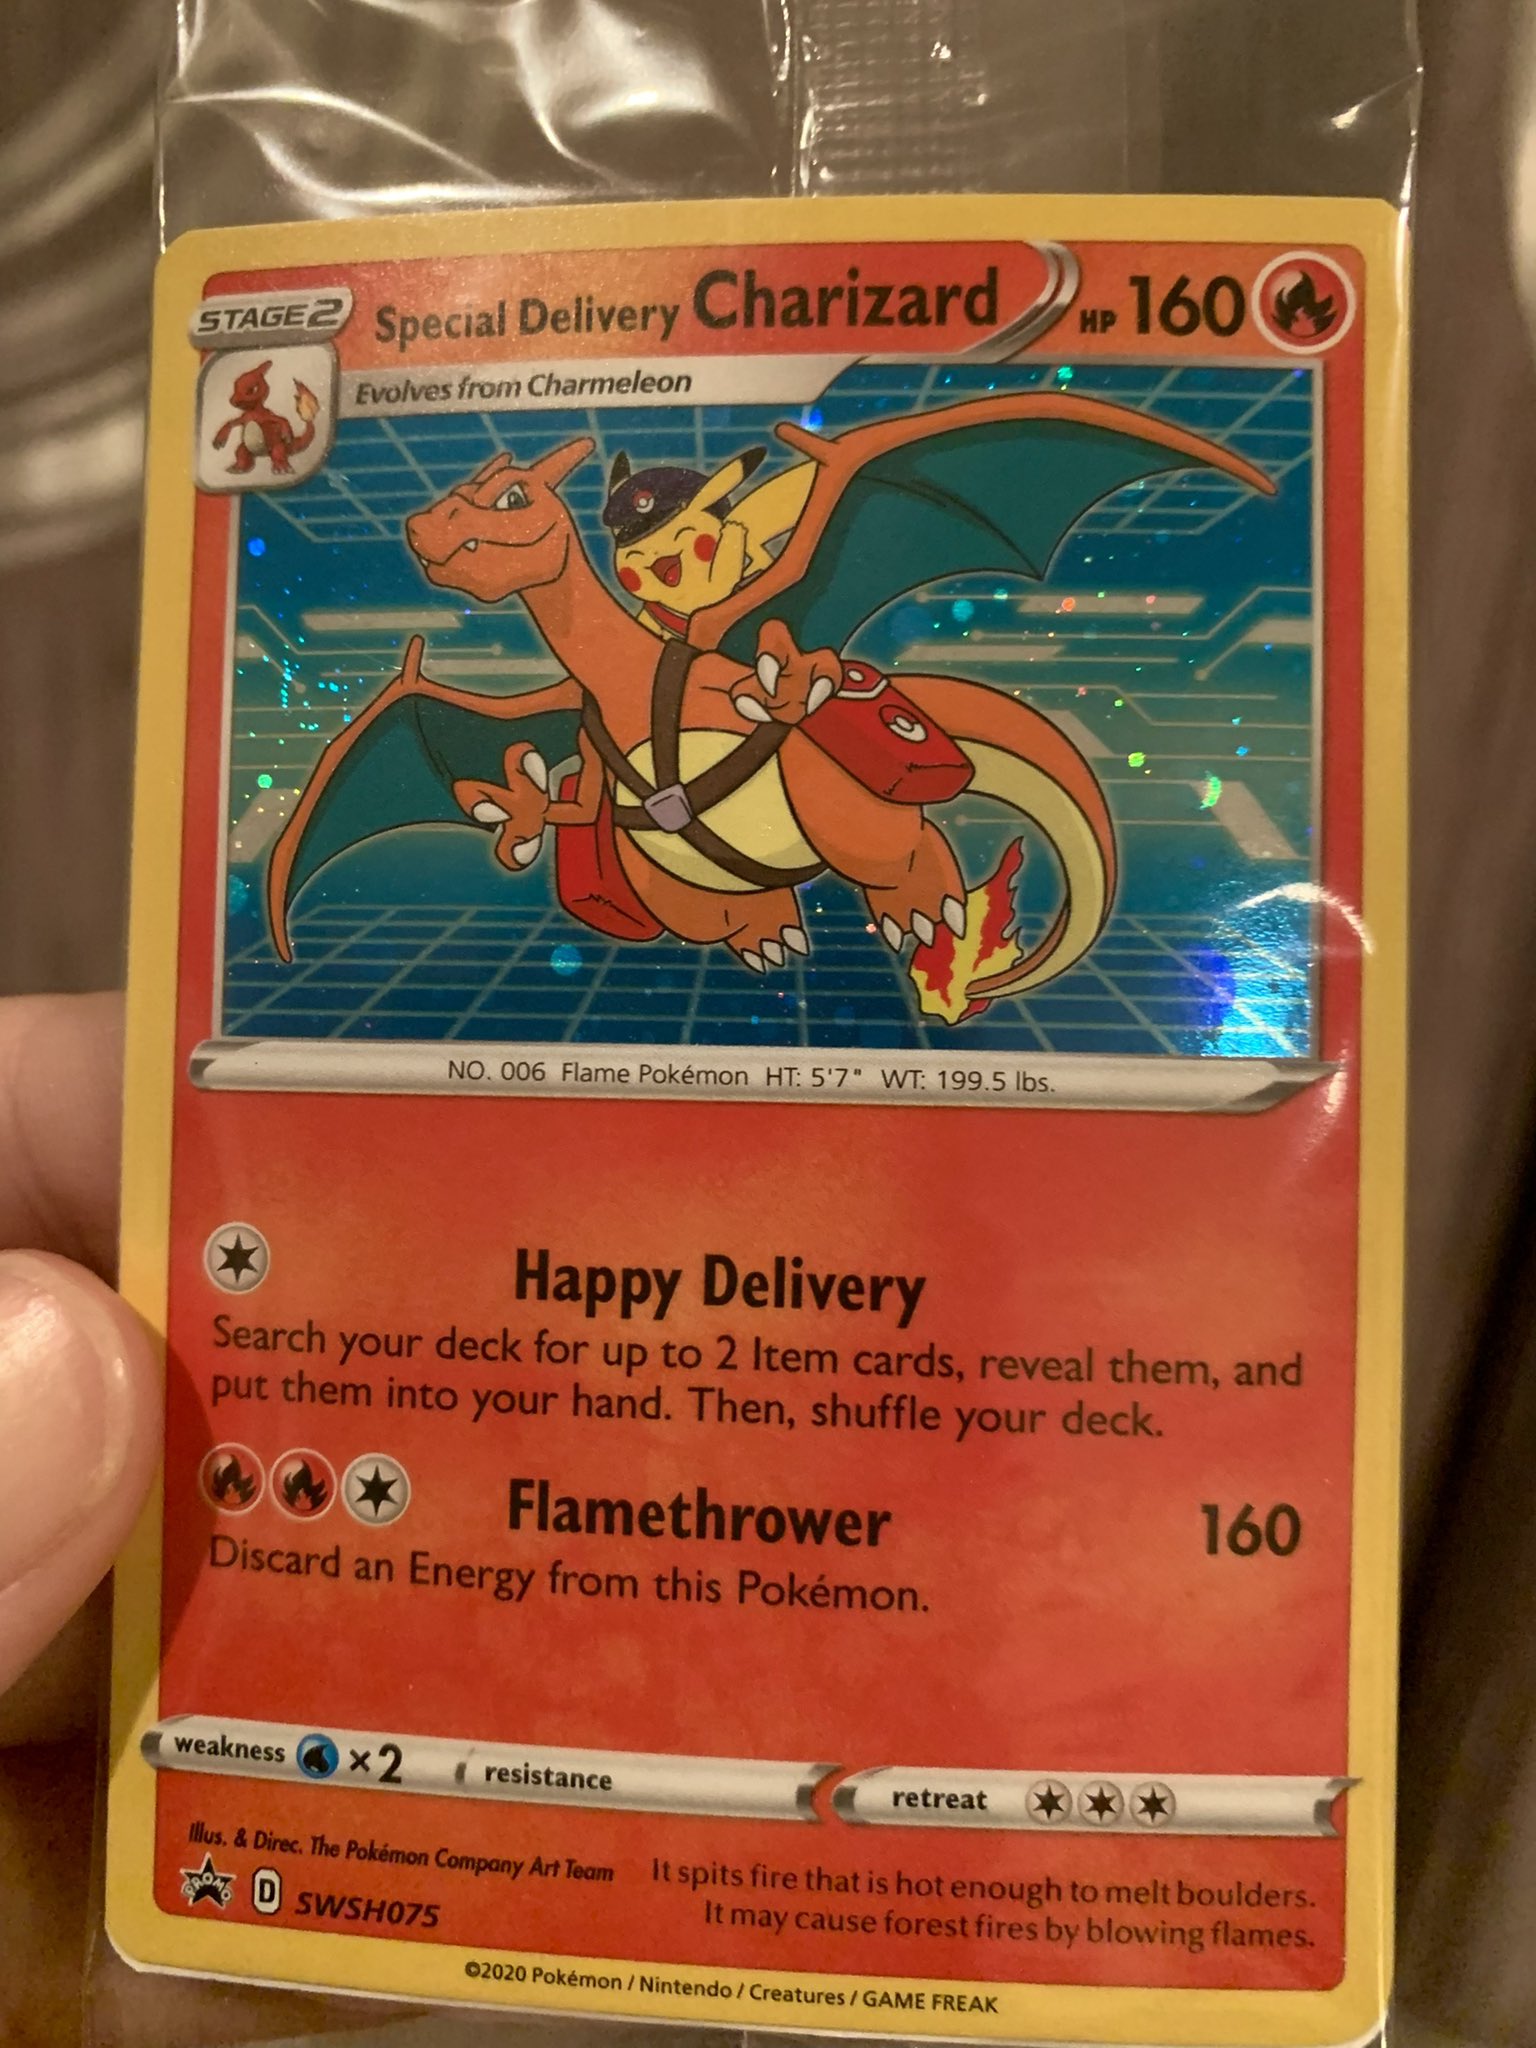 STAGE 2
Special Delivery Charizard
HP 160
Evolves from Charmeleon
NO. 006 Flame Pokémon HT: 5'7" WT: 199.5 lbs.
Happy Delivery
Search your deck for up to 2 Item cards, reveal them, and
put them into your hand. Then, shuffle your deck.
Flamethrower 160
Discard an Energy from this Pokémon.
weakness ×2 resistance retreat
Illus. & Direc. The Pokémon Company Art Team
PROMO D SWSH075
It spits fire that is hot enough to melt boulders.
It may cause forest fires by blowing flames.
©2020 Pokémon / Nintendo / Creatures / GAME FREAK